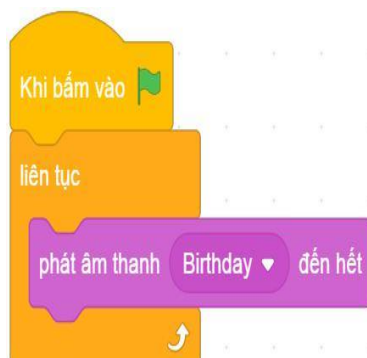 Khi bấm vào
liên tục
phát âm thanh Birthday đến hết